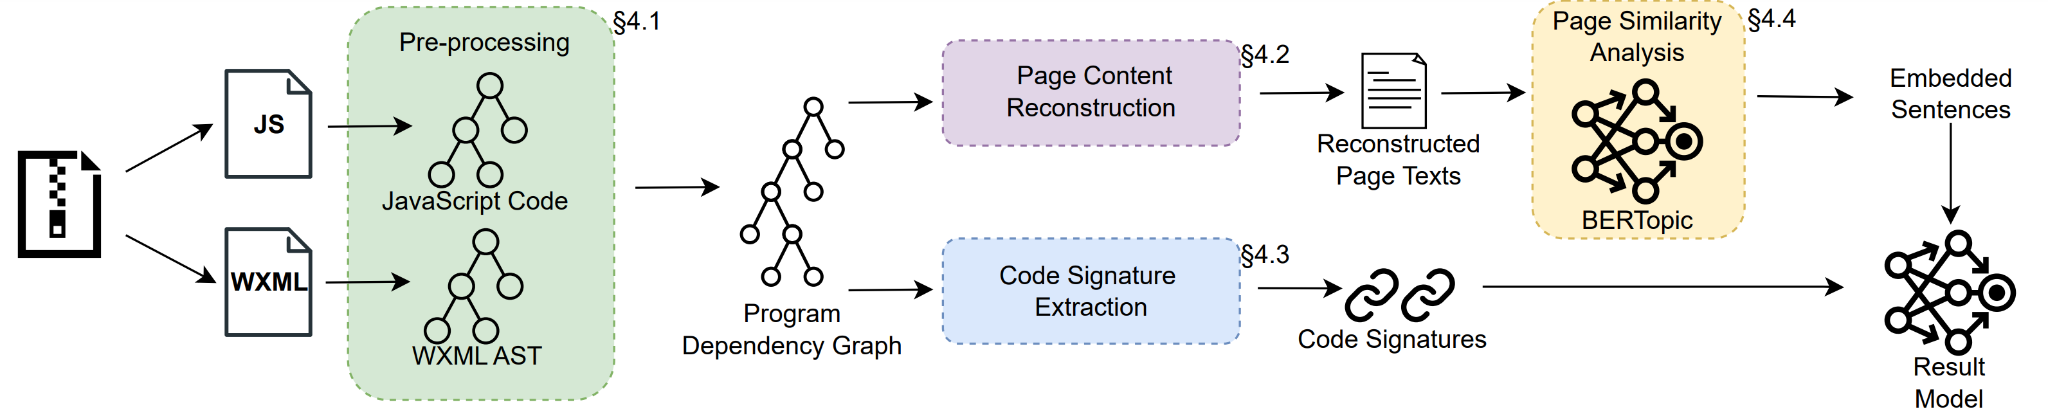 JS
WXML
Pre-processing
§4.1
JavaScript Code
WXML AST
Program
Dependency Graph
Page Content
Reconstruction
§4.2
Code Signature
Extraction
§4.3
Reconstructed
Page Texts
Code Signatures
Page Similarity
Analysis
§4.4
BERTopic
Embedded
Sentences
Result
Model